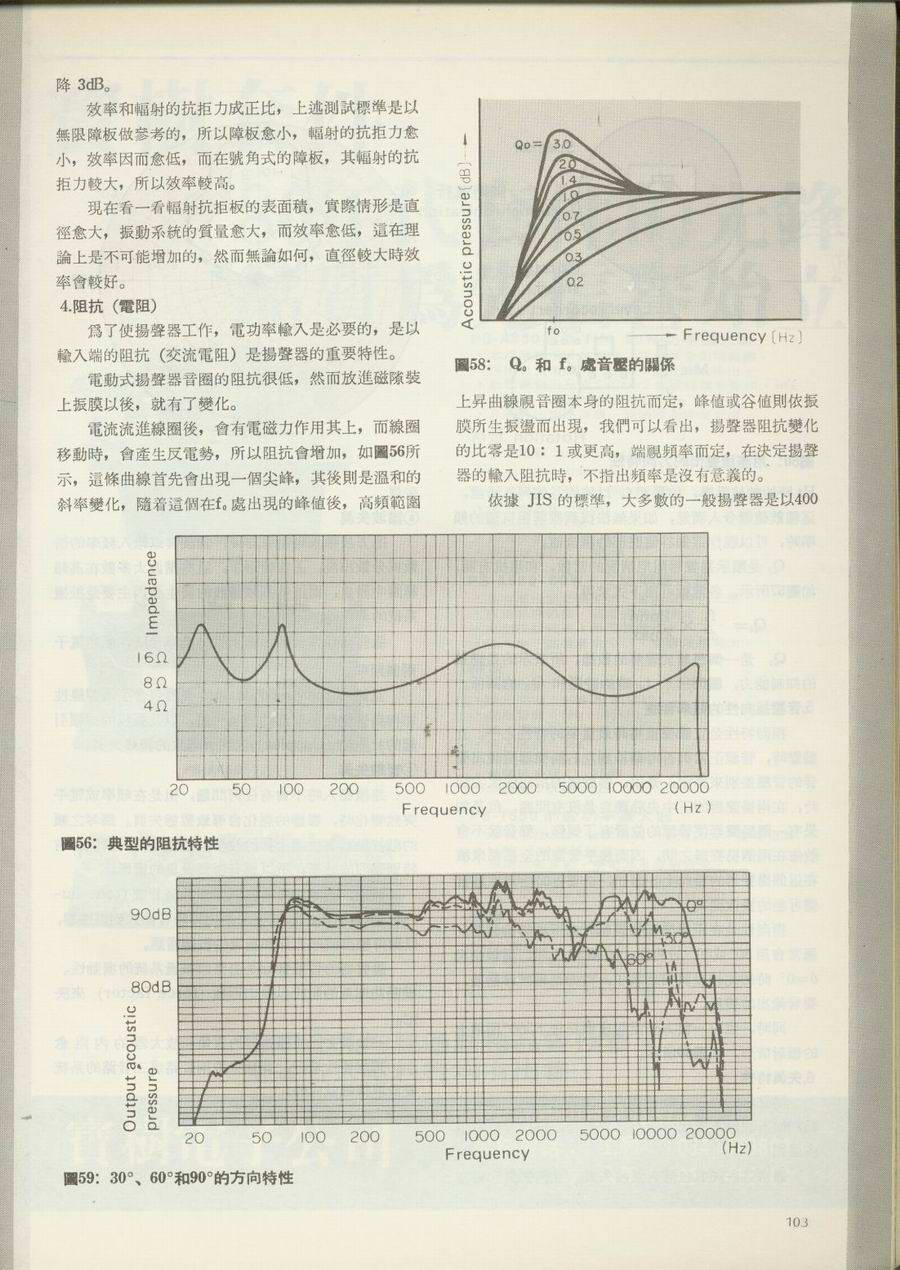 降 3dB。
效率和輻射的抗拒力成正比，上述測試標準是以
無限障板做參考的，所以障板愈小，輻射的抗拒力愈
小，效率因而愈低，而在號角式的障板，其輻射的抗
拒力較大，所以效率較高。
現在看一看輻射抗拒板的表面積，實際情形是直
徑愈大，振動系統的質量愈大，而效率愈低，這在理
論上是不可能增加的，然而無論如何，直徑較大時效
率會較好。
4.阻抗（電阻）
爲了使揚聲器工作，電功率輸入是必要的，是以
輸入端的阻抗（交流電阻）是揚聲器的重要特性。
電動式揚聲器音圈的阻抗很低，然而放進磁隙裝
上振膜以後，就有了變化。
電流流進線圈後，會有電磁力作用其上，而線圈
移動時，會產生反電勢，所以阻抗會增加，如圖56所
示，這條曲線首先會出現一個尖峰，其後則是溫和的
斜率變化，隨着這個在f₀處出現的峰值後，高頻範圍
Acoustic pressure〔dB〕
Q₀=
3.0
2.0
1.4
1.0
0.7
0.5
0.3
0.2
f₀
Frequency〔Hz〕
圖58： Q₀ 和 f₀ 處音壓的關係
上昇曲線視音圈本身的阻抗而定，峰值或谷值則依振
膜所生振盪而出現，我們可以看出，揚聲器阻抗變化
的比零是10：1或更高，端視頻率而定，在決定揚聲
器的輸入阻抗時，不指出頻率是沒有意義的。
依據 JIS 的標準，大多數的一般揚聲器是以400
Impedance
16Ω
8Ω
4Ω
20 50 100 200 500 1000 2000 5000 10000 20000
Frequency (Hz)
圖56：典型的阻抗特性
90dB
80dB
Output acoustic
pressure
0°
30°
60°
20 50 100 200 500 1000 2000 5000 10000 20000
Frequency (Hz)
圖59：30°、60°和90°的方向特性
103